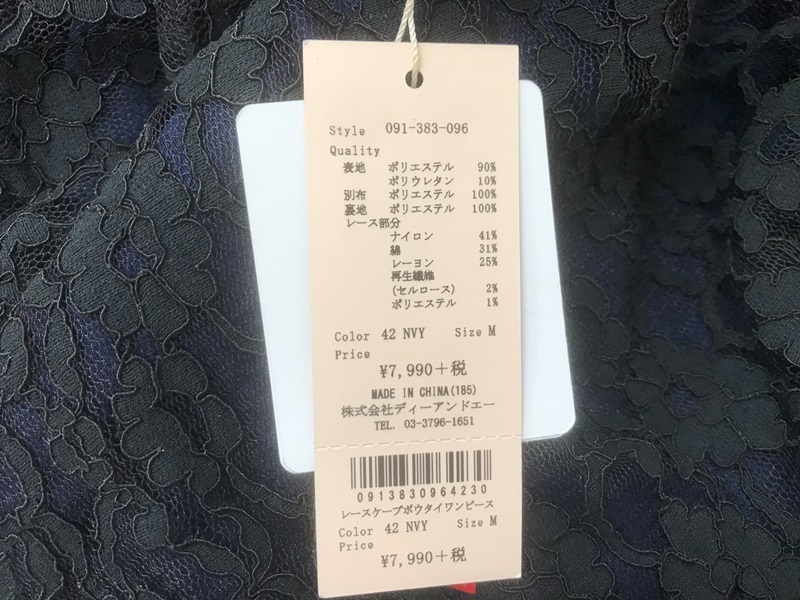 Style 091-383-096
Quality
表地 ポリエステル 90%
ポリウレタン 10%
別布 ポリエステル 100%
裏地 ポリエステル 100%
レース部分
ナイロン 41%
綿 31%
レーヨン 25%
再生繊維
(セルロース) 2%
ポリエステル 1%
Color 42 NVY Size M
Price
¥7,990+税
MADE IN CHINA(185)
株式会社ディーアンドエー
TEL. 03-3796-1651
0913830964230
レースケープボウタイワンピース
Color 42 NVY Size M
Price
¥7,990+税